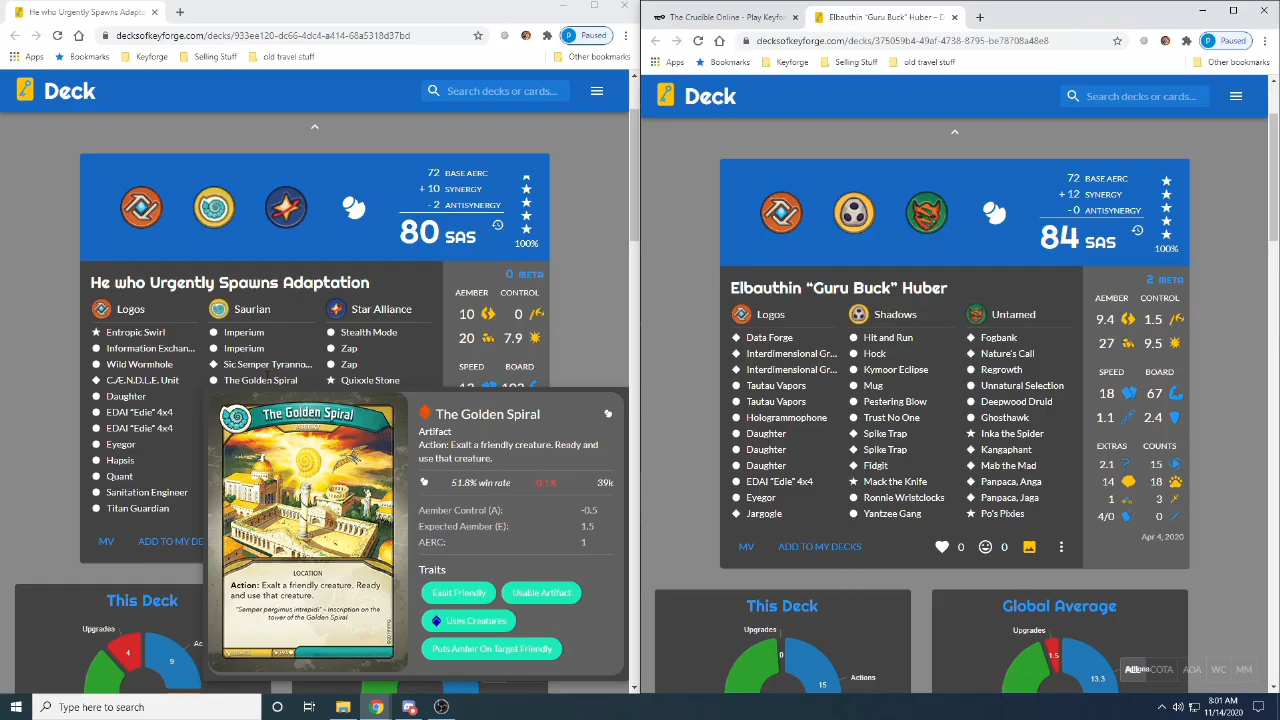 He who Urgently Spawns Adaptati
decksofkeyforge.com/decks/933ee120-dc66-4dc4-a414-68a5318d37bd
Paused
Apps
Bookmarks
Keyforge
Selling Stuff
old travel stuff
Other bookmarks
Deck
Search decks or cards...
72 BASE AERC
+ 10 SYNERGY
- 2 ANTISYNERGY
80 SAS
100%
He who Urgently Spawns Adaptation
Logos
Entropic Swirl
Information Exchan...
Wild Wormhole
C.Æ.N.D.L.E. Unit
Daughter
EDAI "Edie" 4x4
EDAI "Edie" 4x4
Eyegor
Hapsis
Quant
Sanitation Engineer
Titan Guardian
Saurian
Imperium
Imperium
Sic Semper Tyranno...
The Golden Spiral
Star Alliance
Stealth Mode
Zap
Zap
Quixxle Stone
0 META
AEMBER CONTROL
10 0
20 7.9
SPEED BOARD
MV
ADD TO MY DE
The Golden Spiral
ARTIFACT
LOCATION
Action: Exalt a friendly creature. Ready
and use that creature.
"Semper pergimus intrepidi" – inscription on the
tower of the Golden Spiral
The Golden Spiral
Artifact
Action: Exalt a friendly creature. Ready and
use that creature.
51.8% win rate
39k
Aember Control (A): -0.5
Expected Aember (E): 1.5
AERC: 1
Traits
Exalt Friendly
Usable Artifact
Uses Creatures
Puts Amber On Target Friendly
This Deck
Upgrades
4
9
The Crucible Online - Play Keyfor
Elbauthin "Guru Buck" Huber – D
decksofkeyforge.com/decks/375059b4-49af-4738-8795-be78708a48e8
Paused
Apps
Bookmarks
Keyforge
Selling Stuff
old travel stuff
Other bookmarks
Deck
Search decks or cards...
72 BASE AERC
+ 12 SYNERGY
- 0 ANTISYNERGY
84 SAS
100%
Elbauthin "Guru Buck" Huber
Logos
Data Forge
Interdimensional Gr...
Interdimensional Gr...
Tautau Vapors
Tautau Vapors
Hologrammophone
Daughter
Daughter
Daughter
EDAI "Edie" 4x4
Eyegor
Jargogle
Shadows
Hit and Run
Hock
Kymoor Eclipse
Mug
Pestering Blow
Trust No One
Spike Trap
Spike Trap
Fidgit
Mack the Knife
Ronnie Wristclocks
Yantzee Gang
Untamed
Fogbank
Nature's Call
Regrowth
Unnatural Selection
Deepwood Druid
Ghosthawk
Inka the Spider
Kangaphant
Mab the Mad
Panpaca, Anga
Panpaca, Jaga
Po's Pixies
2 META
AEMBER CONTROL
9.4 1.5
27 9.5
SPEED BOARD
18 67
1.1 2.4
EXTRAS COUNTS
2.1 15
14 18
1 3
4/0 0
Apr 4, 2020
MV
ADD TO MY DECKS
0
0
This Deck
Upgrades
0
Actions
15
Global Average
Upgrades
1.5
13.3
COTA
AOA
WC
MM
Type here to search
8:01 AM
11/14/2020